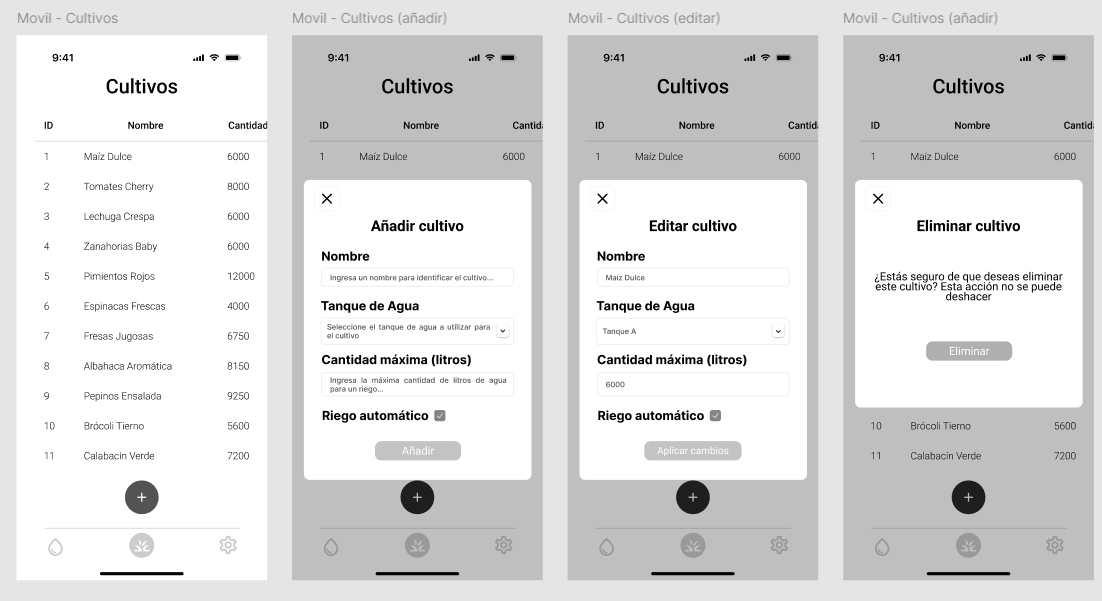 Movil - Cultivos
9:41
Cultivos
ID Nombre Cantidad
1 Maíz Dulce 6000
2 Tomates Cherry 8000
3 Lechuga Crespa 6000
4 Zanahorias Baby 6000
5 Pimientos Rojos 12000
6 Espinacas Frescas 4000
7 Fresas Jugosas 6750
8 Albahaca Aromática 8150
9 Pepinos Ensalada 9250
10 Brócoli Tierno 5600
11 Calabacín Verde 7200
+
Movil - Cultivos (añadir)
9:41
Cultivos
ID Nombre Cantid
1 Maíz Dulce 6000
Añadir cultivo
Nombre
Ingresa un nombre para identificar el cultivo...
Tanque de Agua
Seleccione el tanque de agua a utilizar para
el cultivo
Cantidad máxima (litros)
Ingresa la máxima cantidad de litros de agua
para un riego...
Riego automático
Añadir
+
Movil - Cultivos (editar)
9:41
Cultivos
ID Nombre Cantid
1 Maíz Dulce 6000
Editar cultivo
Nombre
Maíz Dulce
Tanque de Agua
Tanque A
Cantidad máxima (litros)
6000
Riego automático
Aplicar cambios
+
Movil - Cultivos (añadir)
9:41
Cultivos
ID Nombre Cantid
1 Maíz Dulce 6000
Eliminar cultivo
¿Estás seguro de que deseas eliminar
este cultivo? Esta acción no se puede
deshacer
Eliminar
10 Brócoli Tierno 5600
11 Calabacín Verde 7200
+